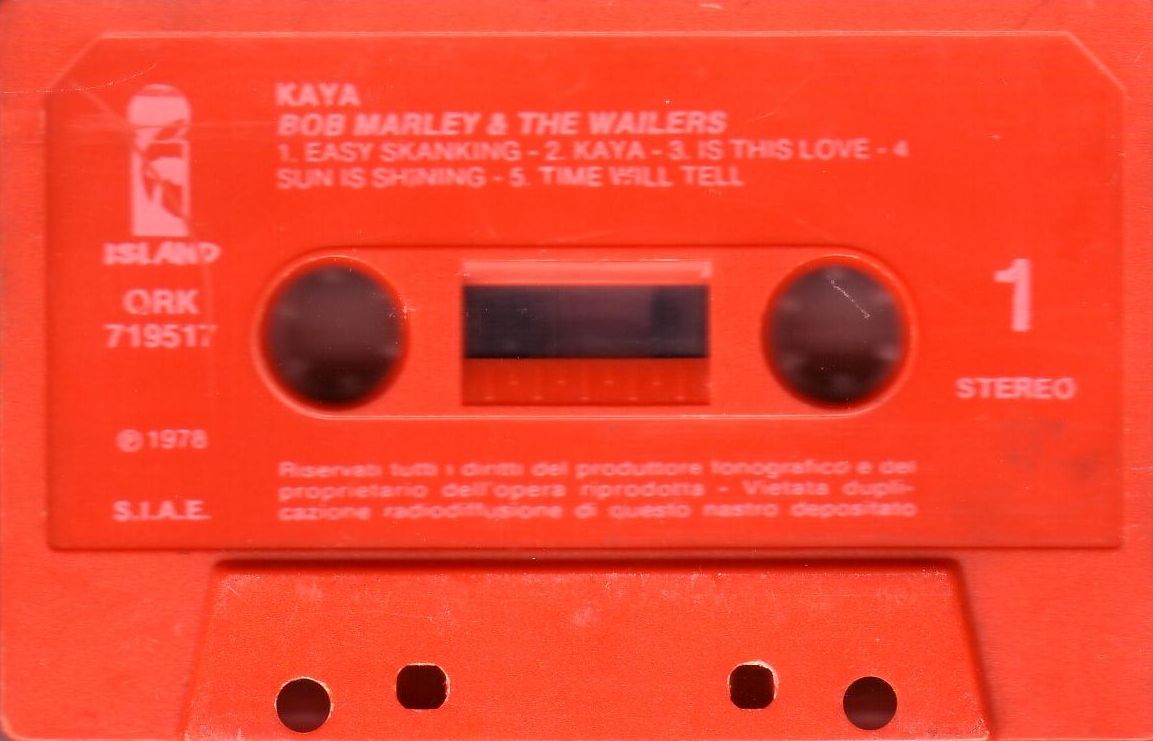 KAYA
BOB MARLEY & THE WAILERS
1. EASY SKANKING - 2. KAYA - 3. IS THIS LOVE - 4
SUN IS SHINING - 5. TIME WILL TELL
ISLAND
ORK
719517
1
STEREO
℗ 1978
S.I.A.E.
Riservati tutti i diritti del produttore fonografico e del
proprietario dell'opera riprodotta - Vietata dupli-
cazione radiodiffusione di questo nastro depositato